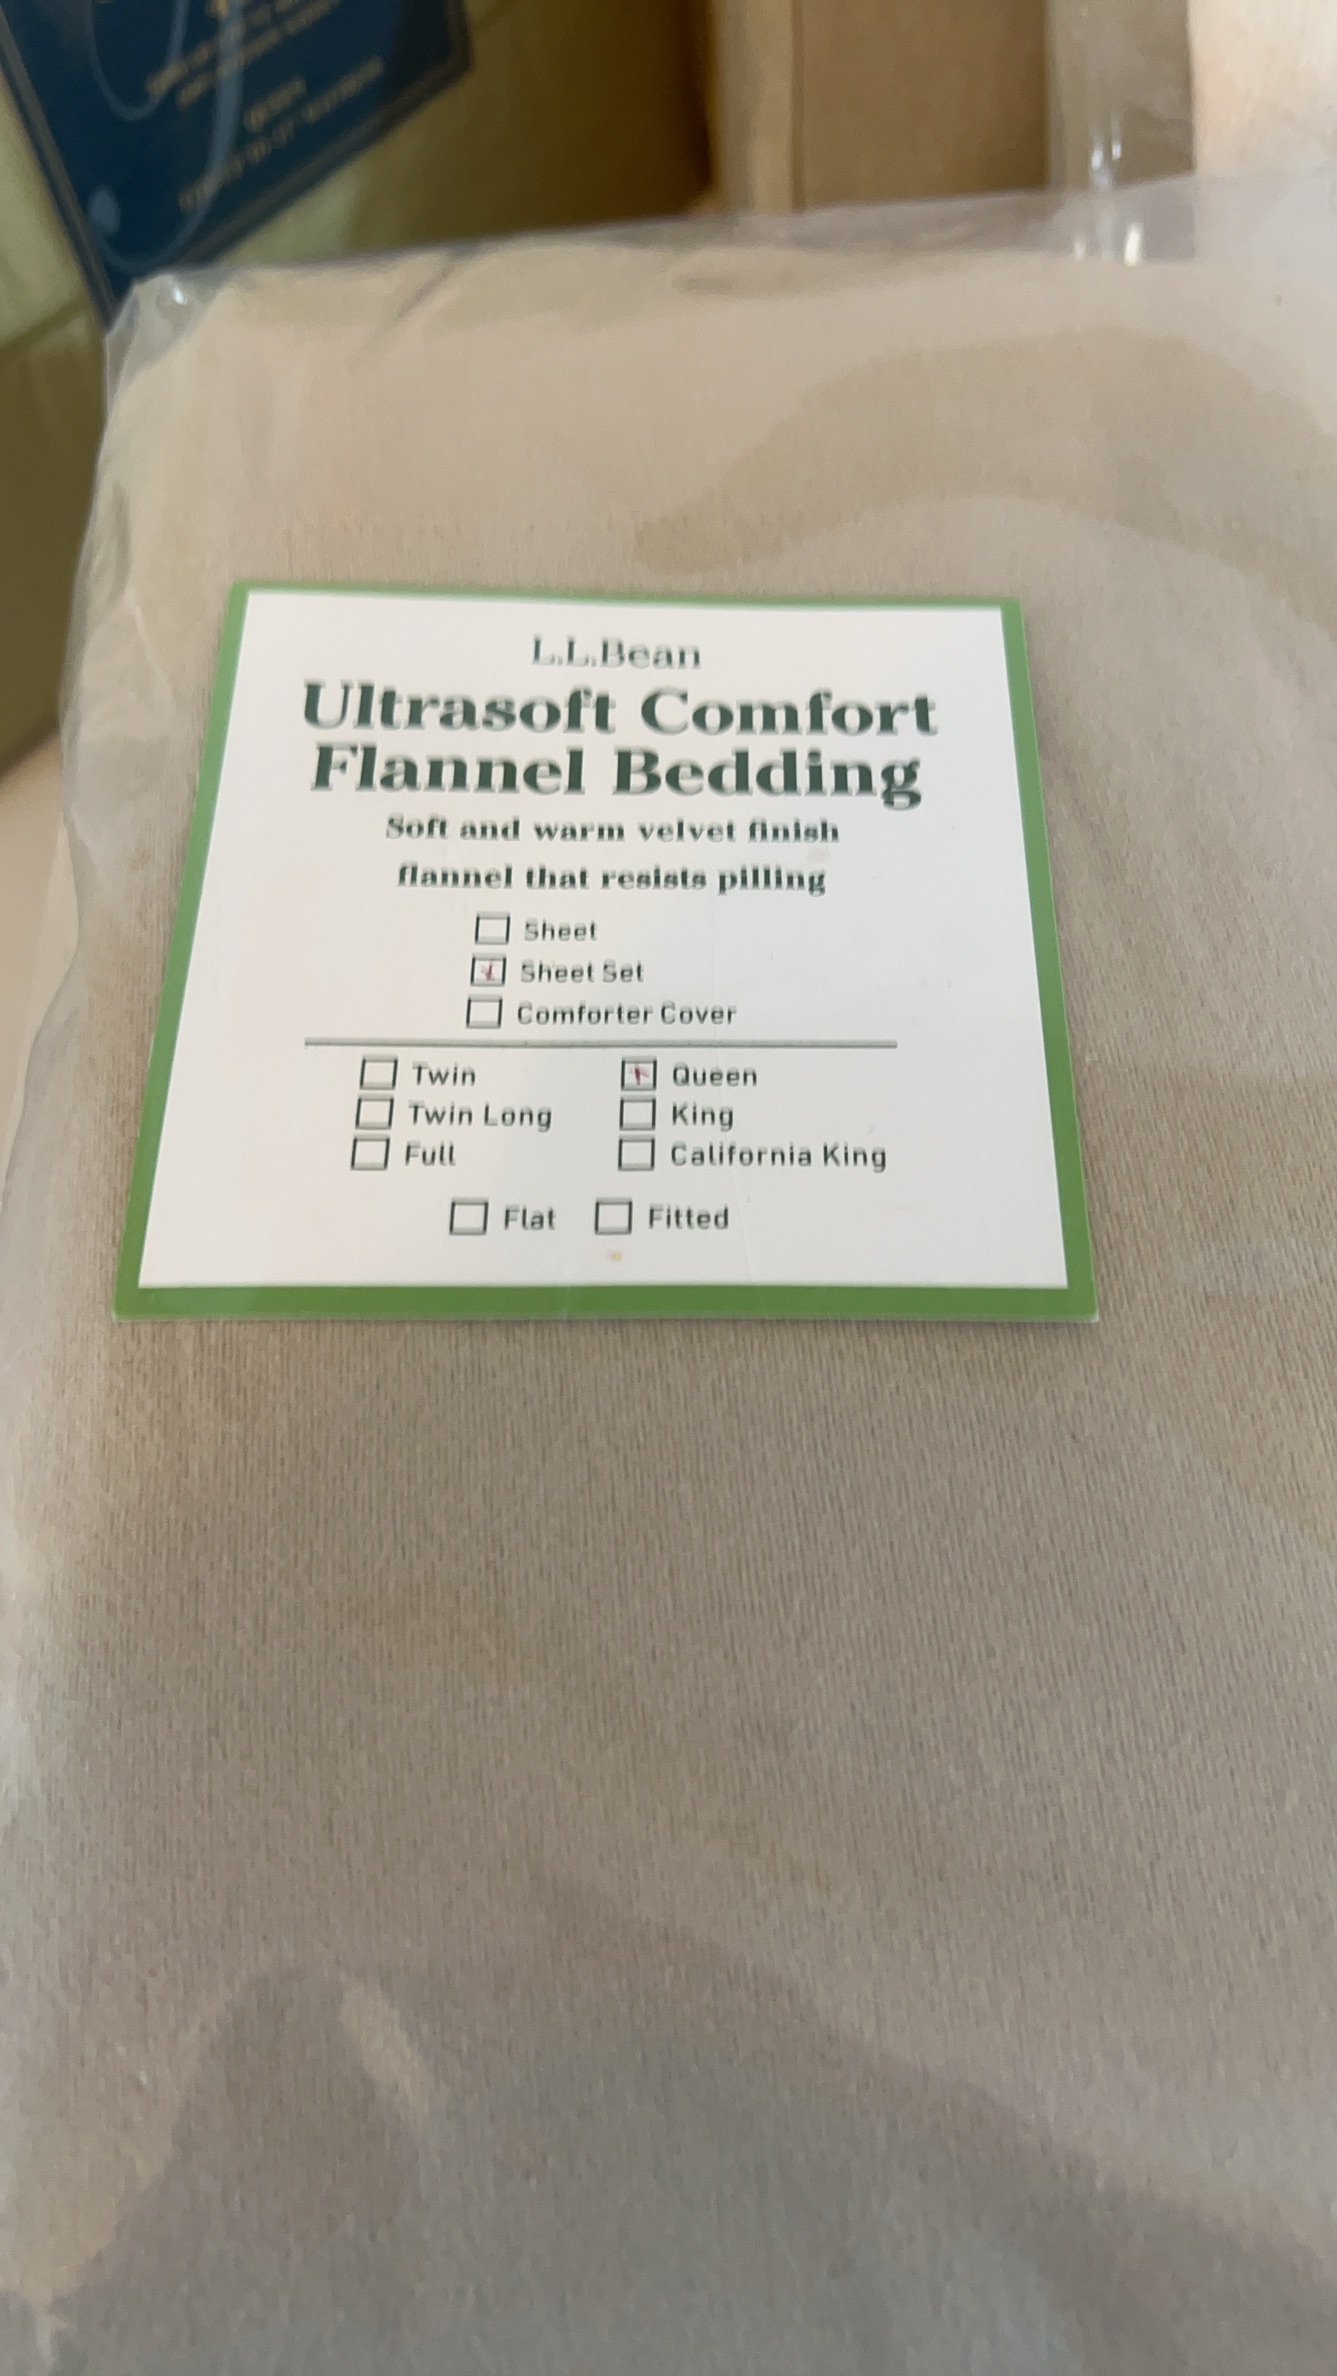 QUEEN
L.L.Bean
Ultrasoft Comfort
Flannel Bedding
Soft and warm velvet finish
flannel that resists pilling
☐ Sheet
☑ Sheet Set
☐ Comforter Cover
☐ Twin ☒ Queen
☐ Twin Long ☐ King
☐ Full ☐ California King
☐ Flat ☐ Fitted